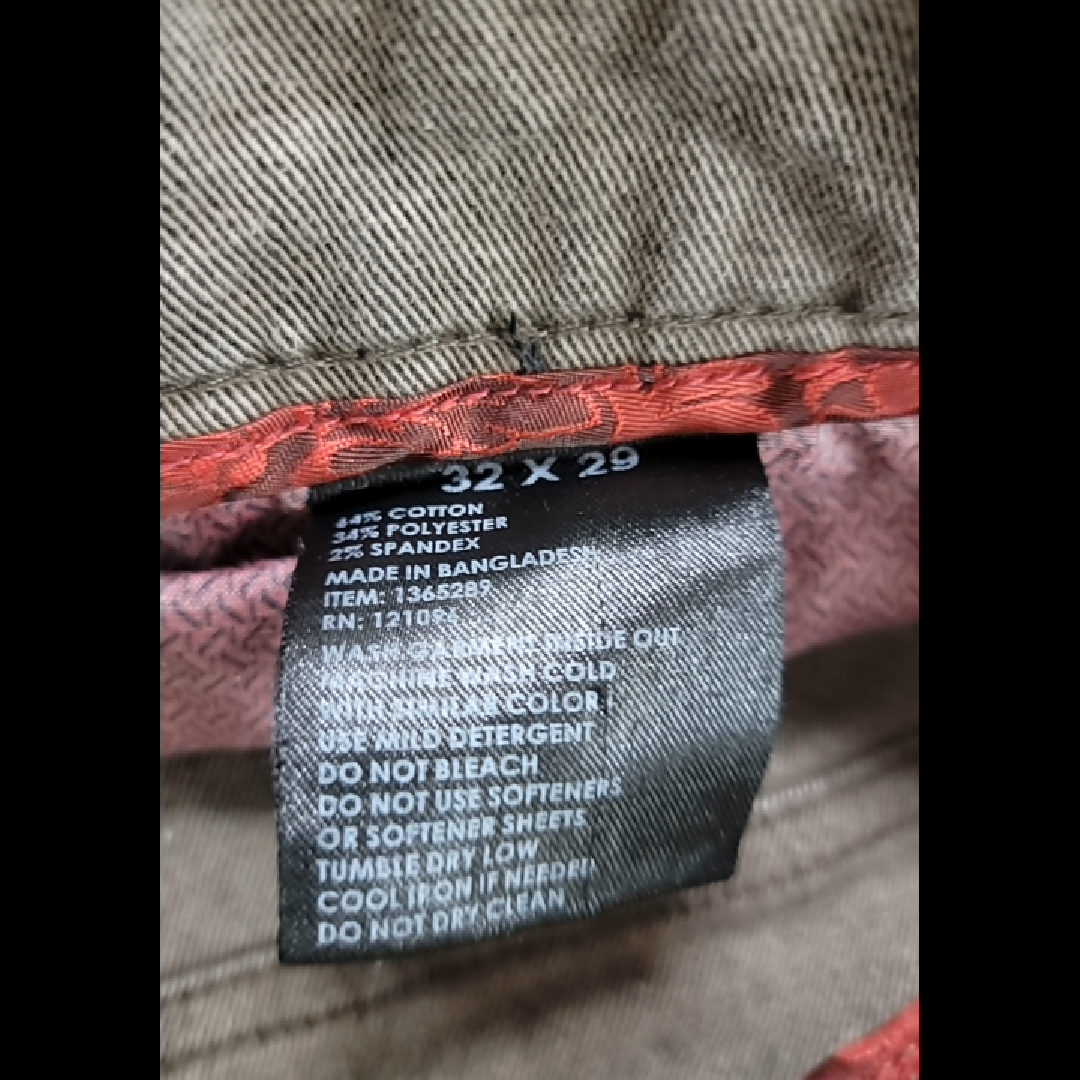 32 X 29
COTTON
34% POLYESTER
2% SPANDEX
MADE IN BANGLADESH
ITEM: 1365289
RN:
WASH GARMENT INSIDE OUT
MACHINE WASH COLD
WITH SIMILAR COLOR
USE MILD DETERGENT
DO NOT BLEACH
DO NOT USE SOFTENERS
OR SOFTENER SHEETS
TUMBLE DRY LOW
COOL IRON IF NEEDED
DO NOT DRY CLEAN